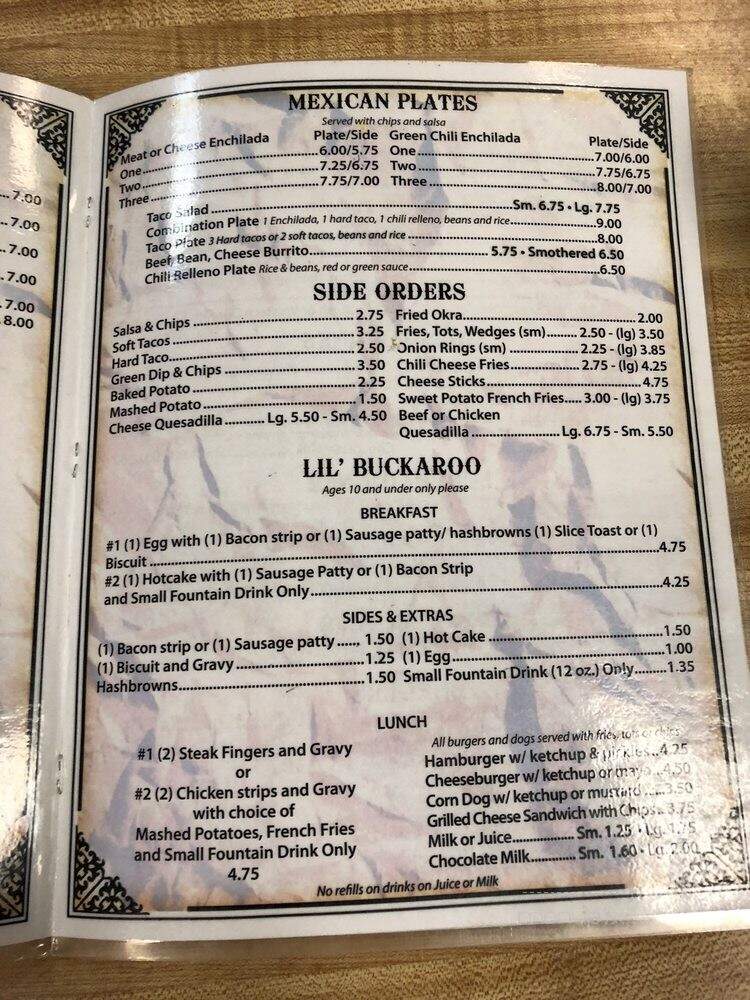 7.00
7.00
7.00
7.00
7.00
8.00
MEXICAN PLATES
Served with chips and salsa
Meat or Cheese Enchilada Plate/Side
One 6.00/5.75
Two 7.25/6.75
Three 7.75/7.00
Green Chili Enchilada Plate/Side
One 7.00/6.00
Two 7.75/6.75
Three 8.00/7.00
Taco Salad Sm. 6.75 • Lg. 7.75
Combination Plate 1 Enchilada, 1 hard taco, 1 chili relleno, beans and rice 9.00
Taco Plate 3 Hard tacos or 2 soft tacos, beans and rice 8.00
Beef, Bean, Cheese Burrito 5.75 • Smothered 6.50
Chili Relleno Plate Rice & beans, red or green sauce 6.50
SIDE ORDERS
Salsa & Chips 2.75
Soft Tacos 3.25
Hard Taco 2.50
Green Dip & Chips 3.50
Baked Potato 2.25
Mashed Potato 1.50
Cheese Quesadilla Lg. 5.50 - Sm. 4.50
Fried Okra 2.00
Fries, Tots, Wedges (sm) 2.50 - (lg) 3.50
Onion Rings (sm) 2.25 - (lg) 3.85
Chili Cheese Fries 2.75 - (lg) 4.25
Cheese Sticks 4.75
Sweet Potato French Fries 3.00 - (lg) 3.75
Beef or Chicken
Quesadilla Lg. 6.75 - Sm. 5.50
LIL' BUCKAROO
Ages 10 and under only please
BREAKFAST
#1 (1) Egg with (1) Bacon strip or (1) Sausage patty/ hashbrowns (1) Slice Toast or (1)
Biscuit 4.75
#2 (1) Hotcake with (1) Sausage Patty or (1) Bacon Strip
and Small Fountain Drink Only 4.25
SIDES & EXTRAS
(1) Bacon strip or (1) Sausage patty 1.50
(1) Biscuit and Gravy 1.25
Hashbrowns 1.50
(1) Hot Cake 1.50
(1) Egg 1.00
Small Fountain Drink (12 oz.) Only 1.35
LUNCH
#1 (2) Steak Fingers and Gravy
or
#2 (2) Chicken strips and Gravy
with choice of
Mashed Potatoes, French Fries
and Small Fountain Drink Only
4.75
All burgers and dogs served with fries, tots or chips
Hamburger w/ ketchup & pickles 4.25
Cheeseburger w/ ketchup or mayo 4.50
Corn Dog w/ ketchup or mustard 3.50
Grilled Cheese Sandwich with Chips 3.75
Milk or Juice Sm. 1.25 • Lg. 1.75
Chocolate Milk Sm. 1.60 • Lg. 2.00
No refills on drinks on Juice or Milk